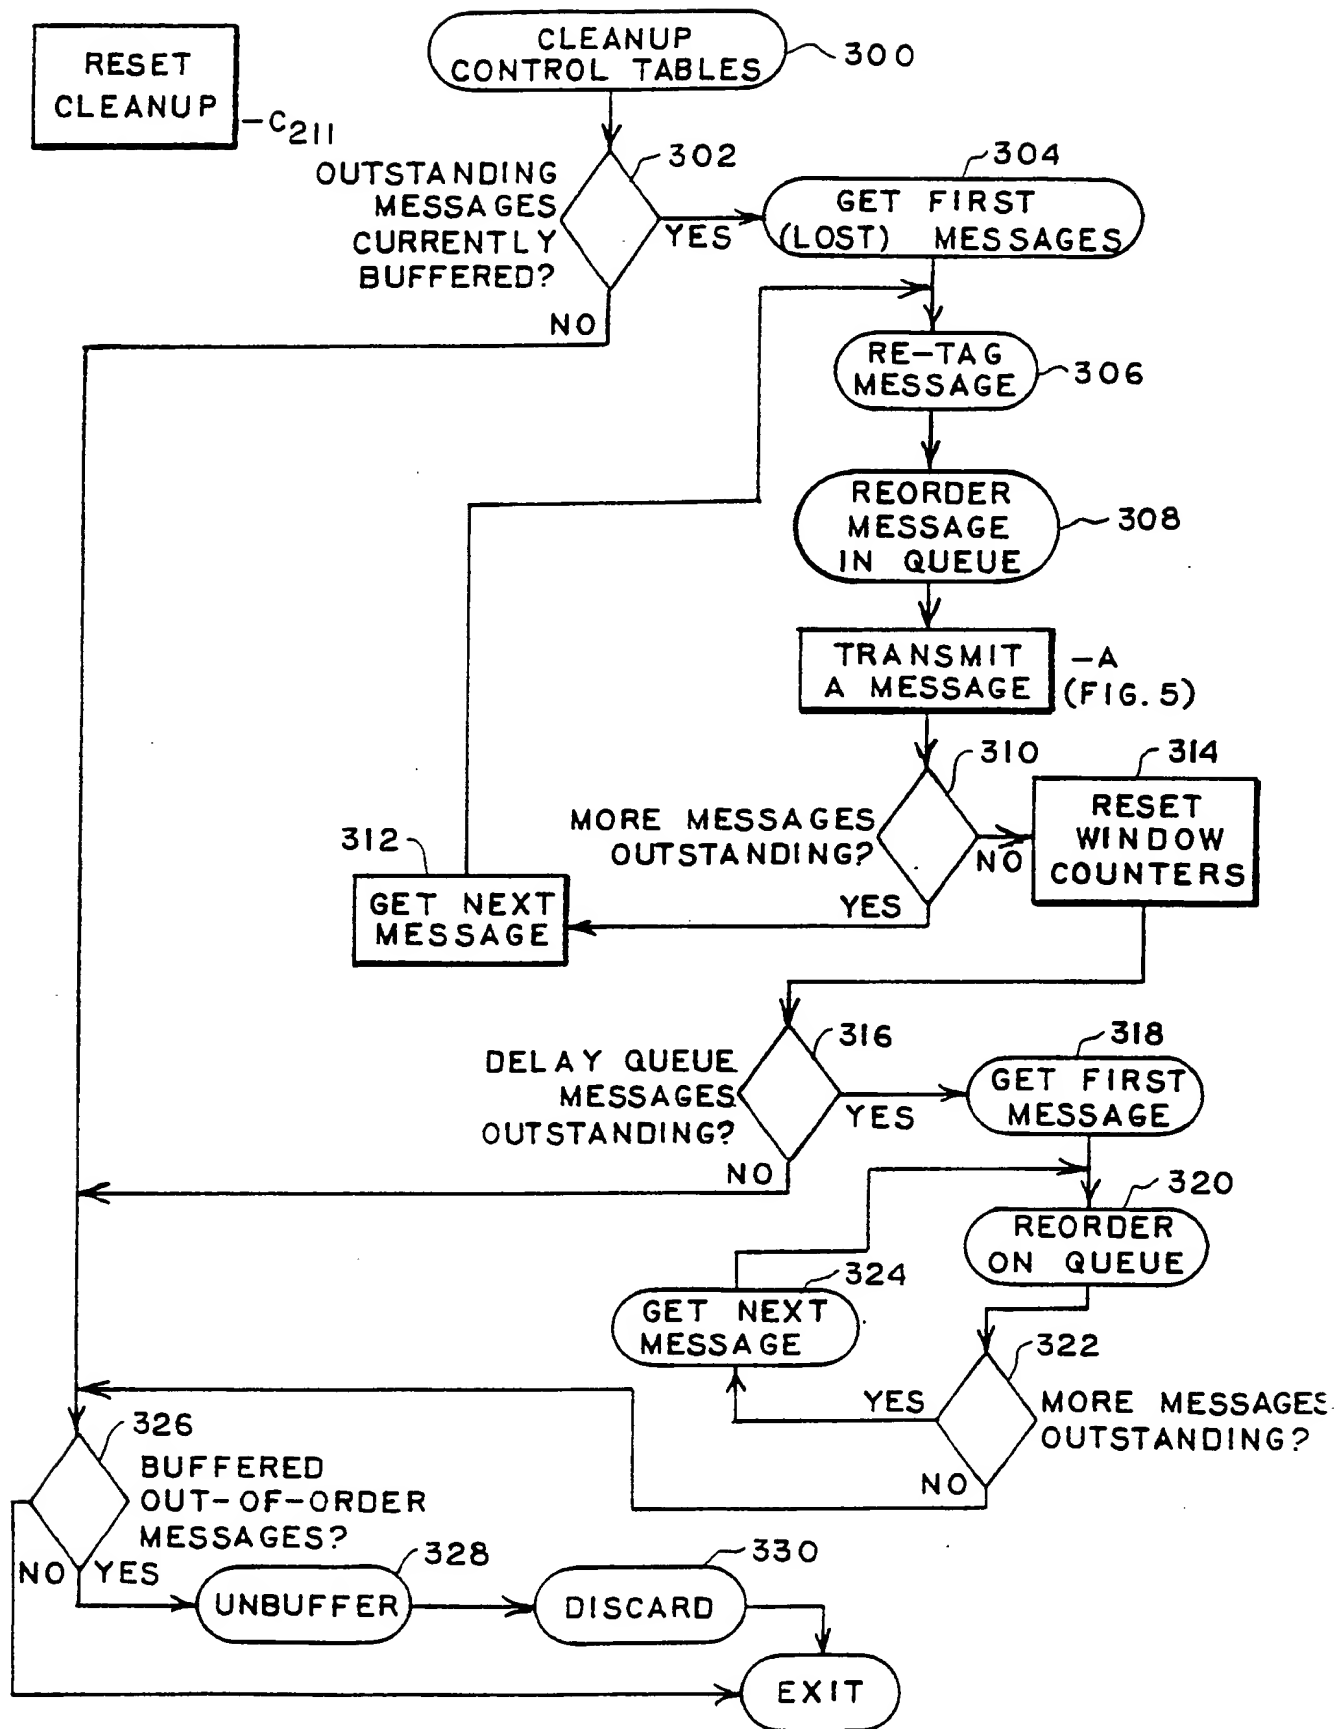 RESET
CLEANUP
-C211
CLEANUP
CONTROL TABLES
300
302
OUTSTANDING
MESSAGES
CURRENTLY
BUFFERED?
YES
NO
304
GET FIRST
(LOST) MESSAGES
RE-TAG
MESSAGE
306
REORDER
MESSAGE
IN QUEUE
308
TRANSMIT
A MESSAGE
-A
(FIG. 5)
310
MORE MESSAGES
OUTSTANDING?
NO
YES
314
RESET
WINDOW
COUNTERS
312
GET NEXT
MESSAGE
316
DELAY QUEUE
MESSAGES
OUTSTANDING?
YES
NO
318
GET FIRST
MESSAGE
320
REORDER
ON QUEUE
324
GET NEXT
MESSAGE
322
YES
MORE MESSAGES
OUTSTANDING?
NO
326
BUFFERED
OUT-OF-ORDER
MESSAGES?
NO
YES
328
UNBUFFER
330
DISCARD
EXIT